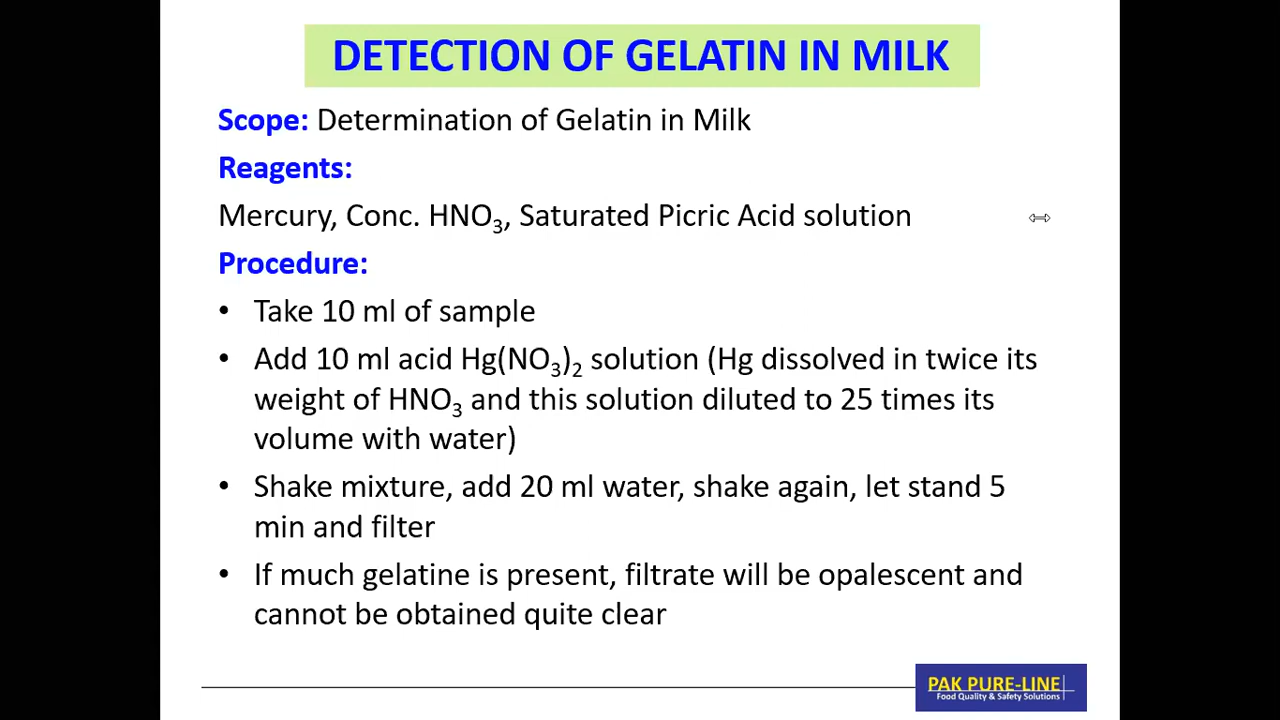 DETECTION OF GELATIN IN MILK
Scope: Determination of Gelatin in Milk
Reagents:
Mercury, Conc. HNO₃, Saturated Picric Acid solution
Procedure:
• Take 10 ml of sample
• Add 10 ml acid Hg(NO₃)₂ solution (Hg dissolved in twice its
weight of HNO₃ and this solution diluted to 25 times its
volume with water)
• Shake mixture, add 20 ml water, shake again, let stand 5
min and filter
• If much gelatine is present, filtrate will be opalescent and
cannot be obtained quite clear
PAK PURE-LINE
Food Quality & Safety Solutions